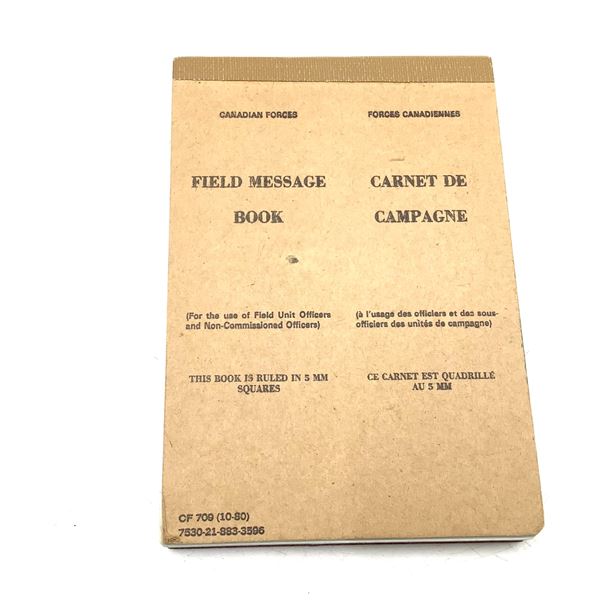 CANADIAN FORCES
FIELD MESSAGE
BOOK
(For the use of Field Unit Officers
and Non-Commissioned Officers)
THIS BOOK IS RULED IN 5 MM
SQUARES
FORCES CANADIENNES
CARNET DE
CAMPAGNE
(à l'usage des officiers et des sous-
officiers des unités de campagne)
CE CARNET EST QUADRILLÉ
AU 5 MM
CF 709 (10-80)
7530-21-883-3596